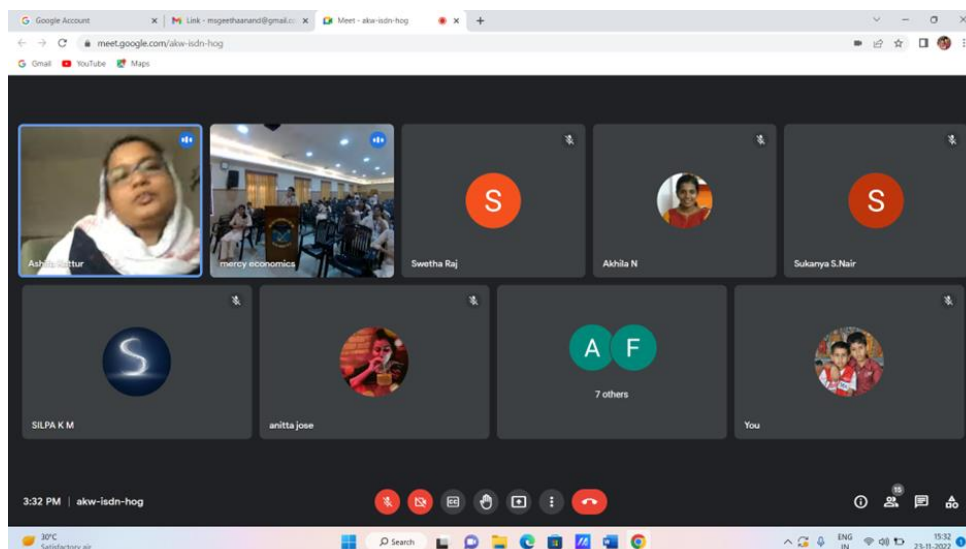 Google Account
Link - msgeethaanand@gmail.c
Meet - akw-isdn-hog
meet.google.com/akw-isdn-hog
Gmail YouTube Maps
mercy economics
S
Swetha Raj
Akhila N
S
Sukanya S.Nair
S
SILPA K M
anitta jose
A F
7 others
You
3:32 PM | akw-isdn-hog
15
30°C
Satisfactory air
Search
ENG
IN
15:32
23-11-2022